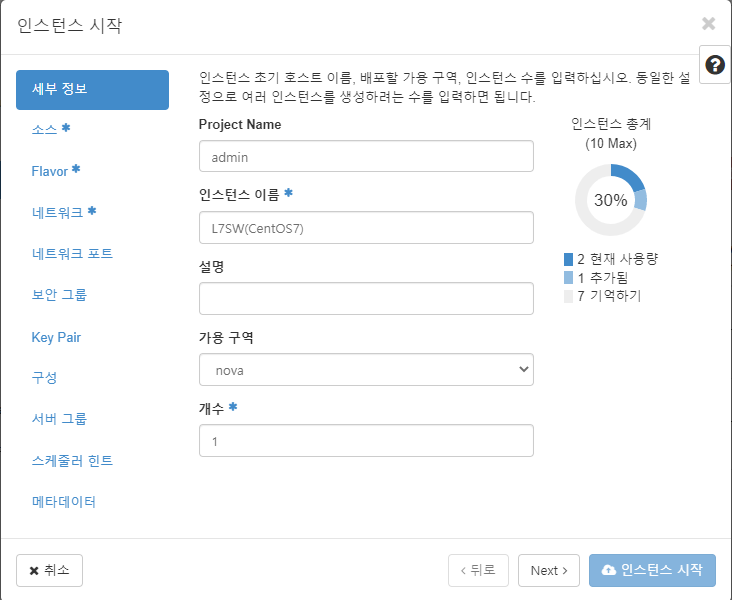 인스턴스 시작
인스턴스 초기 호스트 이름, 배포할 가용 구역, 인스턴스 수를 입력하십시오. 동일한 설
정으로 여러 인스턴스를 생성하려는 수를 입력하면 됩니다.
세부 정보
소스 *
Flavor *
네트워크 *
네트워크 포트
보안 그룹
Key Pair
구성
서버 그룹
스케줄러 힌트
메타데이터
Project Name
admin
인스턴스 이름 *
L7SW(CentOS7)
설명
가용 구역
nova
개수 *
1
인스턴스 총계
(10 Max)
30%
2 현재 사용량
1 추가됨
7 기억하기
× 취소
< 뒤로
Next >
인스턴스 시작